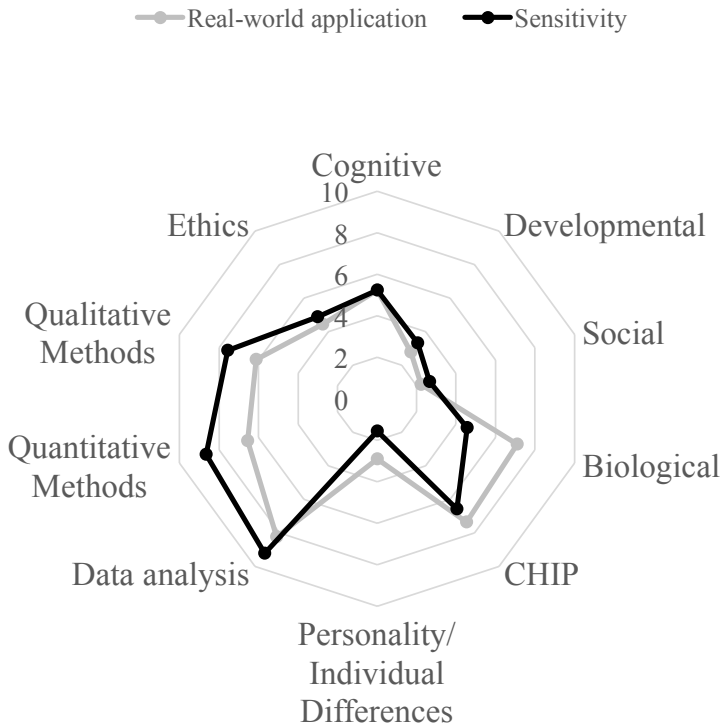 Real-world application
Sensitivity
Cognitive
10
8
6
4
2
0
Developmental
Social
Biological
CHIP
Personality/
Individual
Differences
Data analysis
Quantitative
Methods
Qualitative
Methods
Ethics